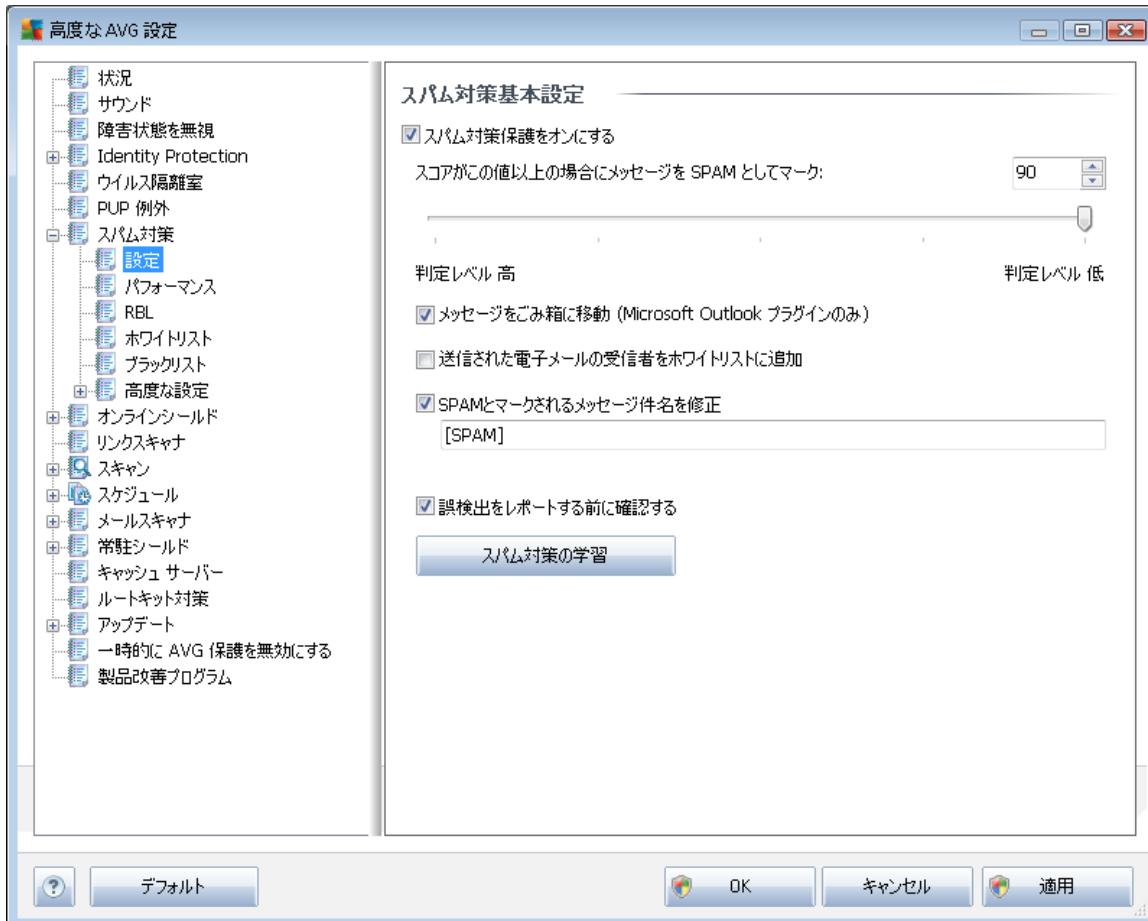 高度な AVG 設定
状況
サウンド
障害状態を無視
Identity Protection
ウイルス隔離室
PUP 例外
スパム対策
設定
パフォーマンス
RBL
ホワイトリスト
ブラックリスト
高度な設定
オンラインシールド
リンクスキャナ
スキャン
スケジュール
メールスキャナ
常駐シールド
キャッシュ サーバー
ルートキット対策
アップデート
一時的に AVG 保護を無効にする
製品改善プログラム
スパム対策基本設定
スパム対策保護をオンにする
スコアがこの値以上の場合にメッセージを SPAM としてマーク: 90
判定レベル 高 判定レベル 低
メッセージをごみ箱に移動 (Microsoft Outlook プラグインのみ)
送信された電子メールの受信者をホワイトリストに追加
SPAMとマークされるメッセージ件名を修正
[SPAM]
誤検出をレポートする前に確認する
スパム対策の学習
? デフォルト OK キャンセル 適用